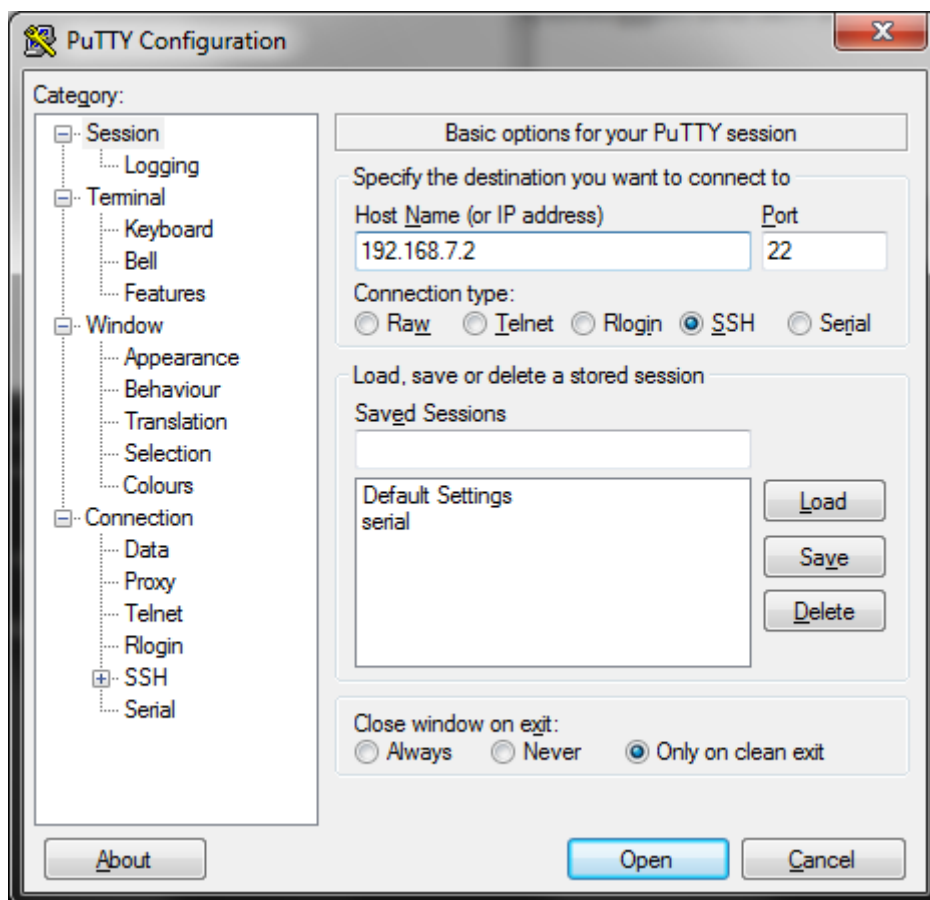 PuTTY Configuration
Category:
Session
Logging
Terminal
Keyboard
Bell
Features
Window
Appearance
Behaviour
Translation
Selection
Colours
Connection
Data
Proxy
Telnet
Rlogin
SSH
Serial
Basic options for your PuTTY session
Specify the destination you want to connect to
Host Name (or IP address) Port
192.168.7.2 22
Connection type:
Raw Telnet Rlogin SSH Serial
Load, save or delete a stored session
Saved Sessions
Default Settings
serial
Load
Save
Delete
Close window on exit:
Always Never Only on clean exit
About Open Cancel